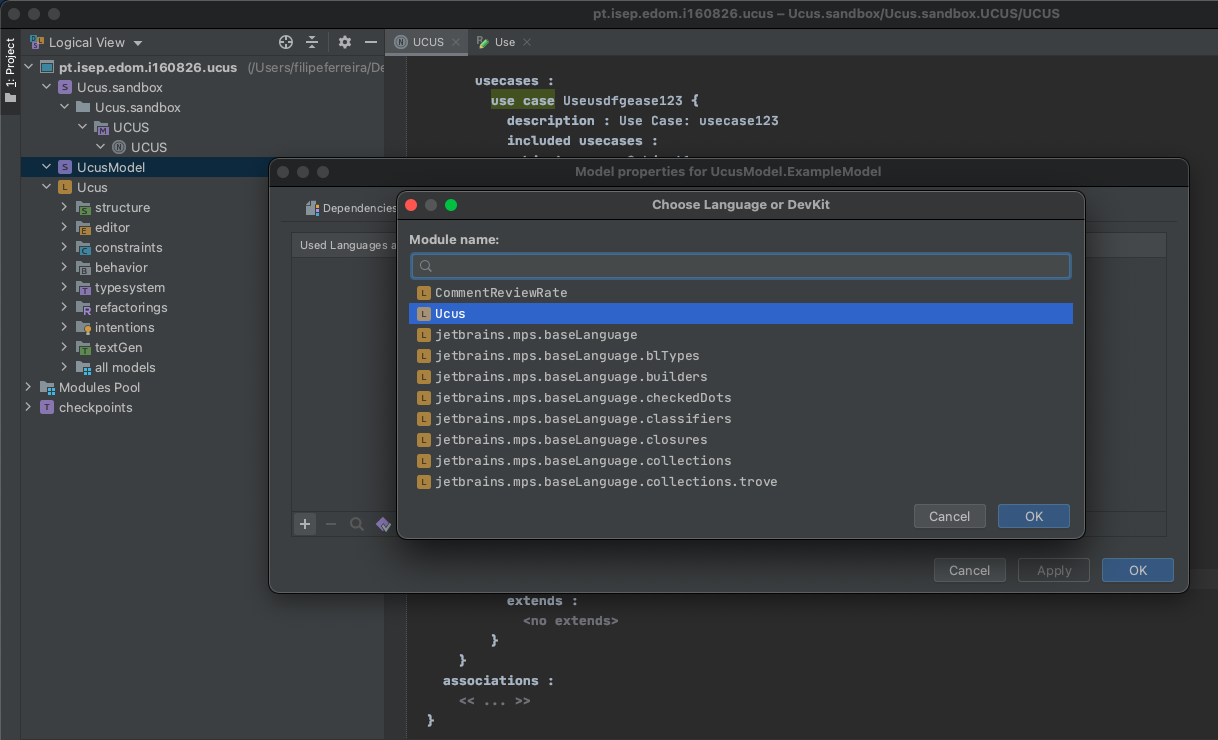 pt.isep.edom.i160826.ucus – Ucus.sandbox/Ucus.sandbox.UCUS/UCUS
1: Project
Logical View
UCUS
Use
pt.isep.edom.i160826.ucus (/Users/filipeferreira/De
Ucus.sandbox
Ucus.sandbox
UCUS
UCUS
UcusModel
Ucus
structure
editor
constraints
behavior
typesystem
refactorings
intentions
textGen
all models
Modules Pool
checkpoints
usecases :
use case Useusdfgease123 {
description : Use Case: usecase123
included usecases :
Model properties for UcusModel.ExampleModel
Dependencies
Used Languages a
Choose Language or DevKit
Module name:
CommentReviewRate
Ucus
jetbrains.mps.baseLanguage
jetbrains.mps.baseLanguage.blTypes
jetbrains.mps.baseLanguage.builders
jetbrains.mps.baseLanguage.checkedDots
jetbrains.mps.baseLanguage.classifiers
jetbrains.mps.baseLanguage.closures
jetbrains.mps.baseLanguage.collections
jetbrains.mps.baseLanguage.collections.trove
Cancel
OK
Cancel
Apply
OK
extends :
<no extends>
}
}
associations :
<< ... >>
}